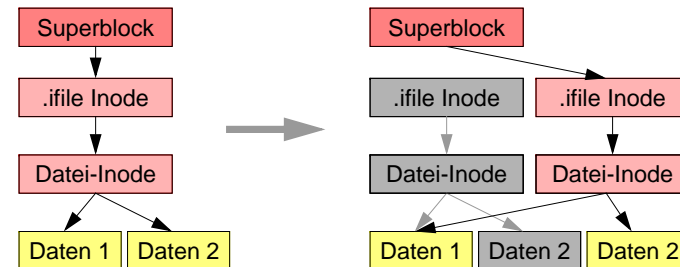 Superblock
.ifile Inode
Datei-Inode
Daten 1 Daten 2
Superblock
.ifile Inode .ifile Inode
Datei-Inode Datei-Inode
Daten 1 Daten 2 Daten 2